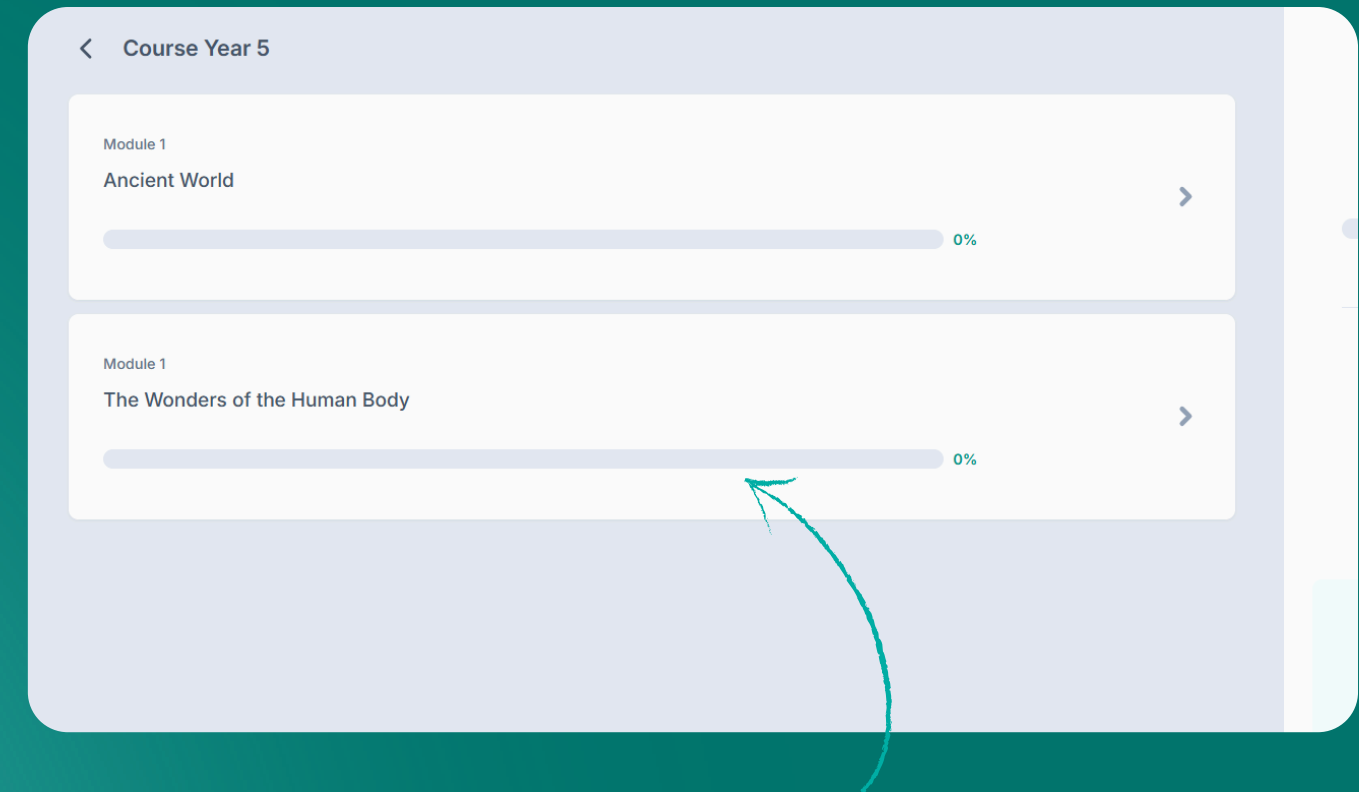 Course Year 5
Module 1
Ancient World
0%
Module 1
The Wonders of the Human Body
0%